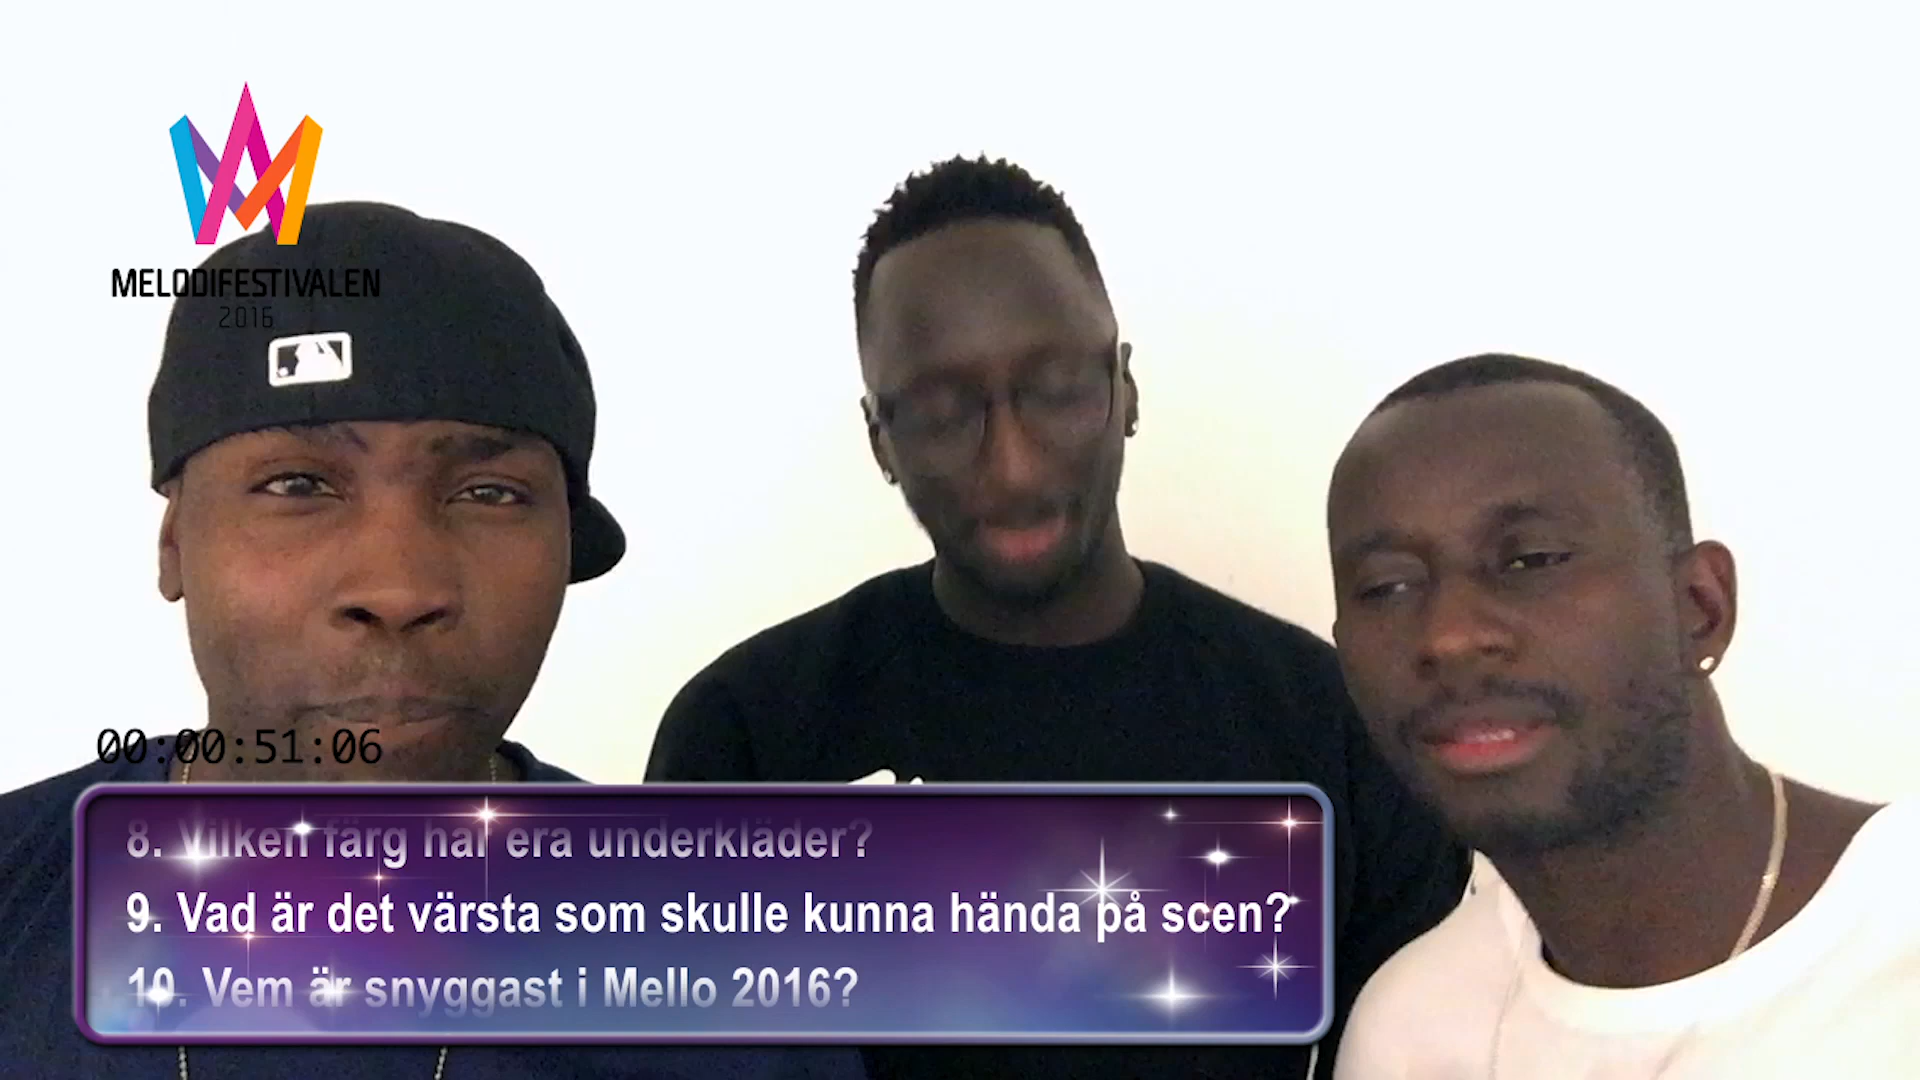 MELODIFESTIVALEN
2016
00:00:51:06
8. Vilken färg har era underkläder?
9. Vad är det värsta som skulle kunna hända på scen?
10. Vem är snyggast i Mello 2016?